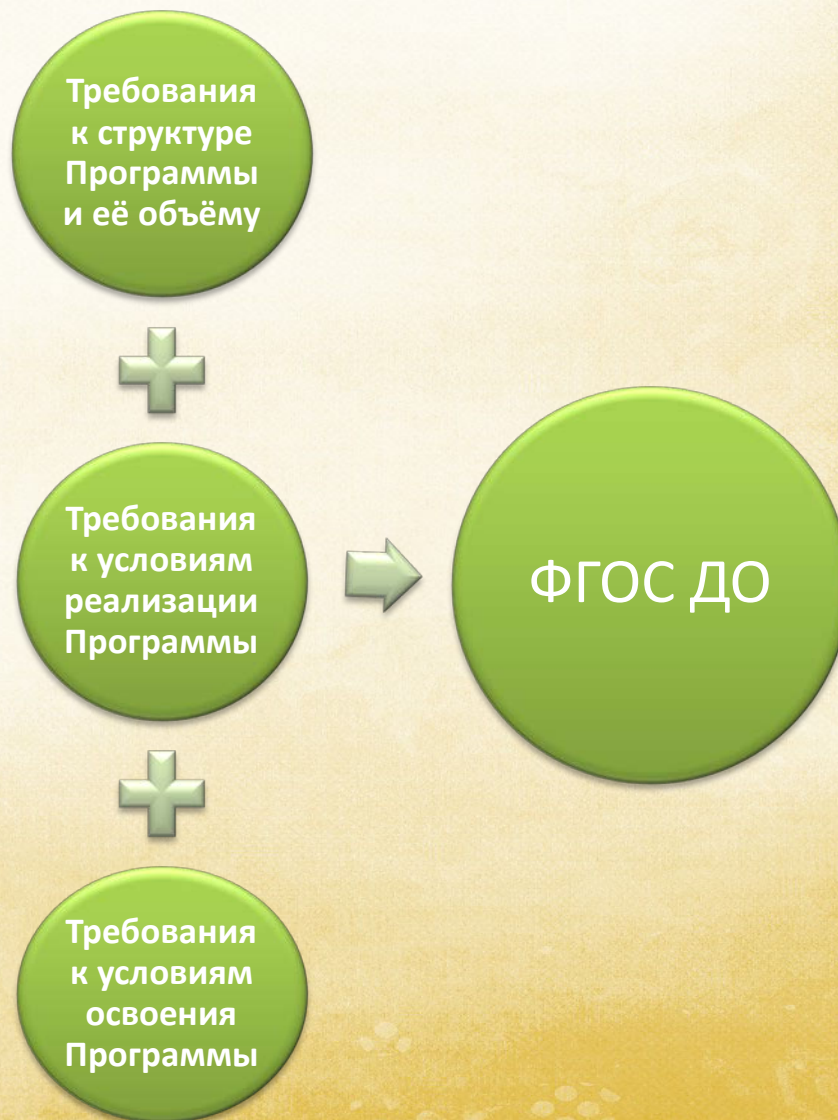 Требования
к структуре
Программы
и её объёму
Требования
к условиям
реализации
Программы
ФГОС ДО
Требования
к условиям
освоения
Программы